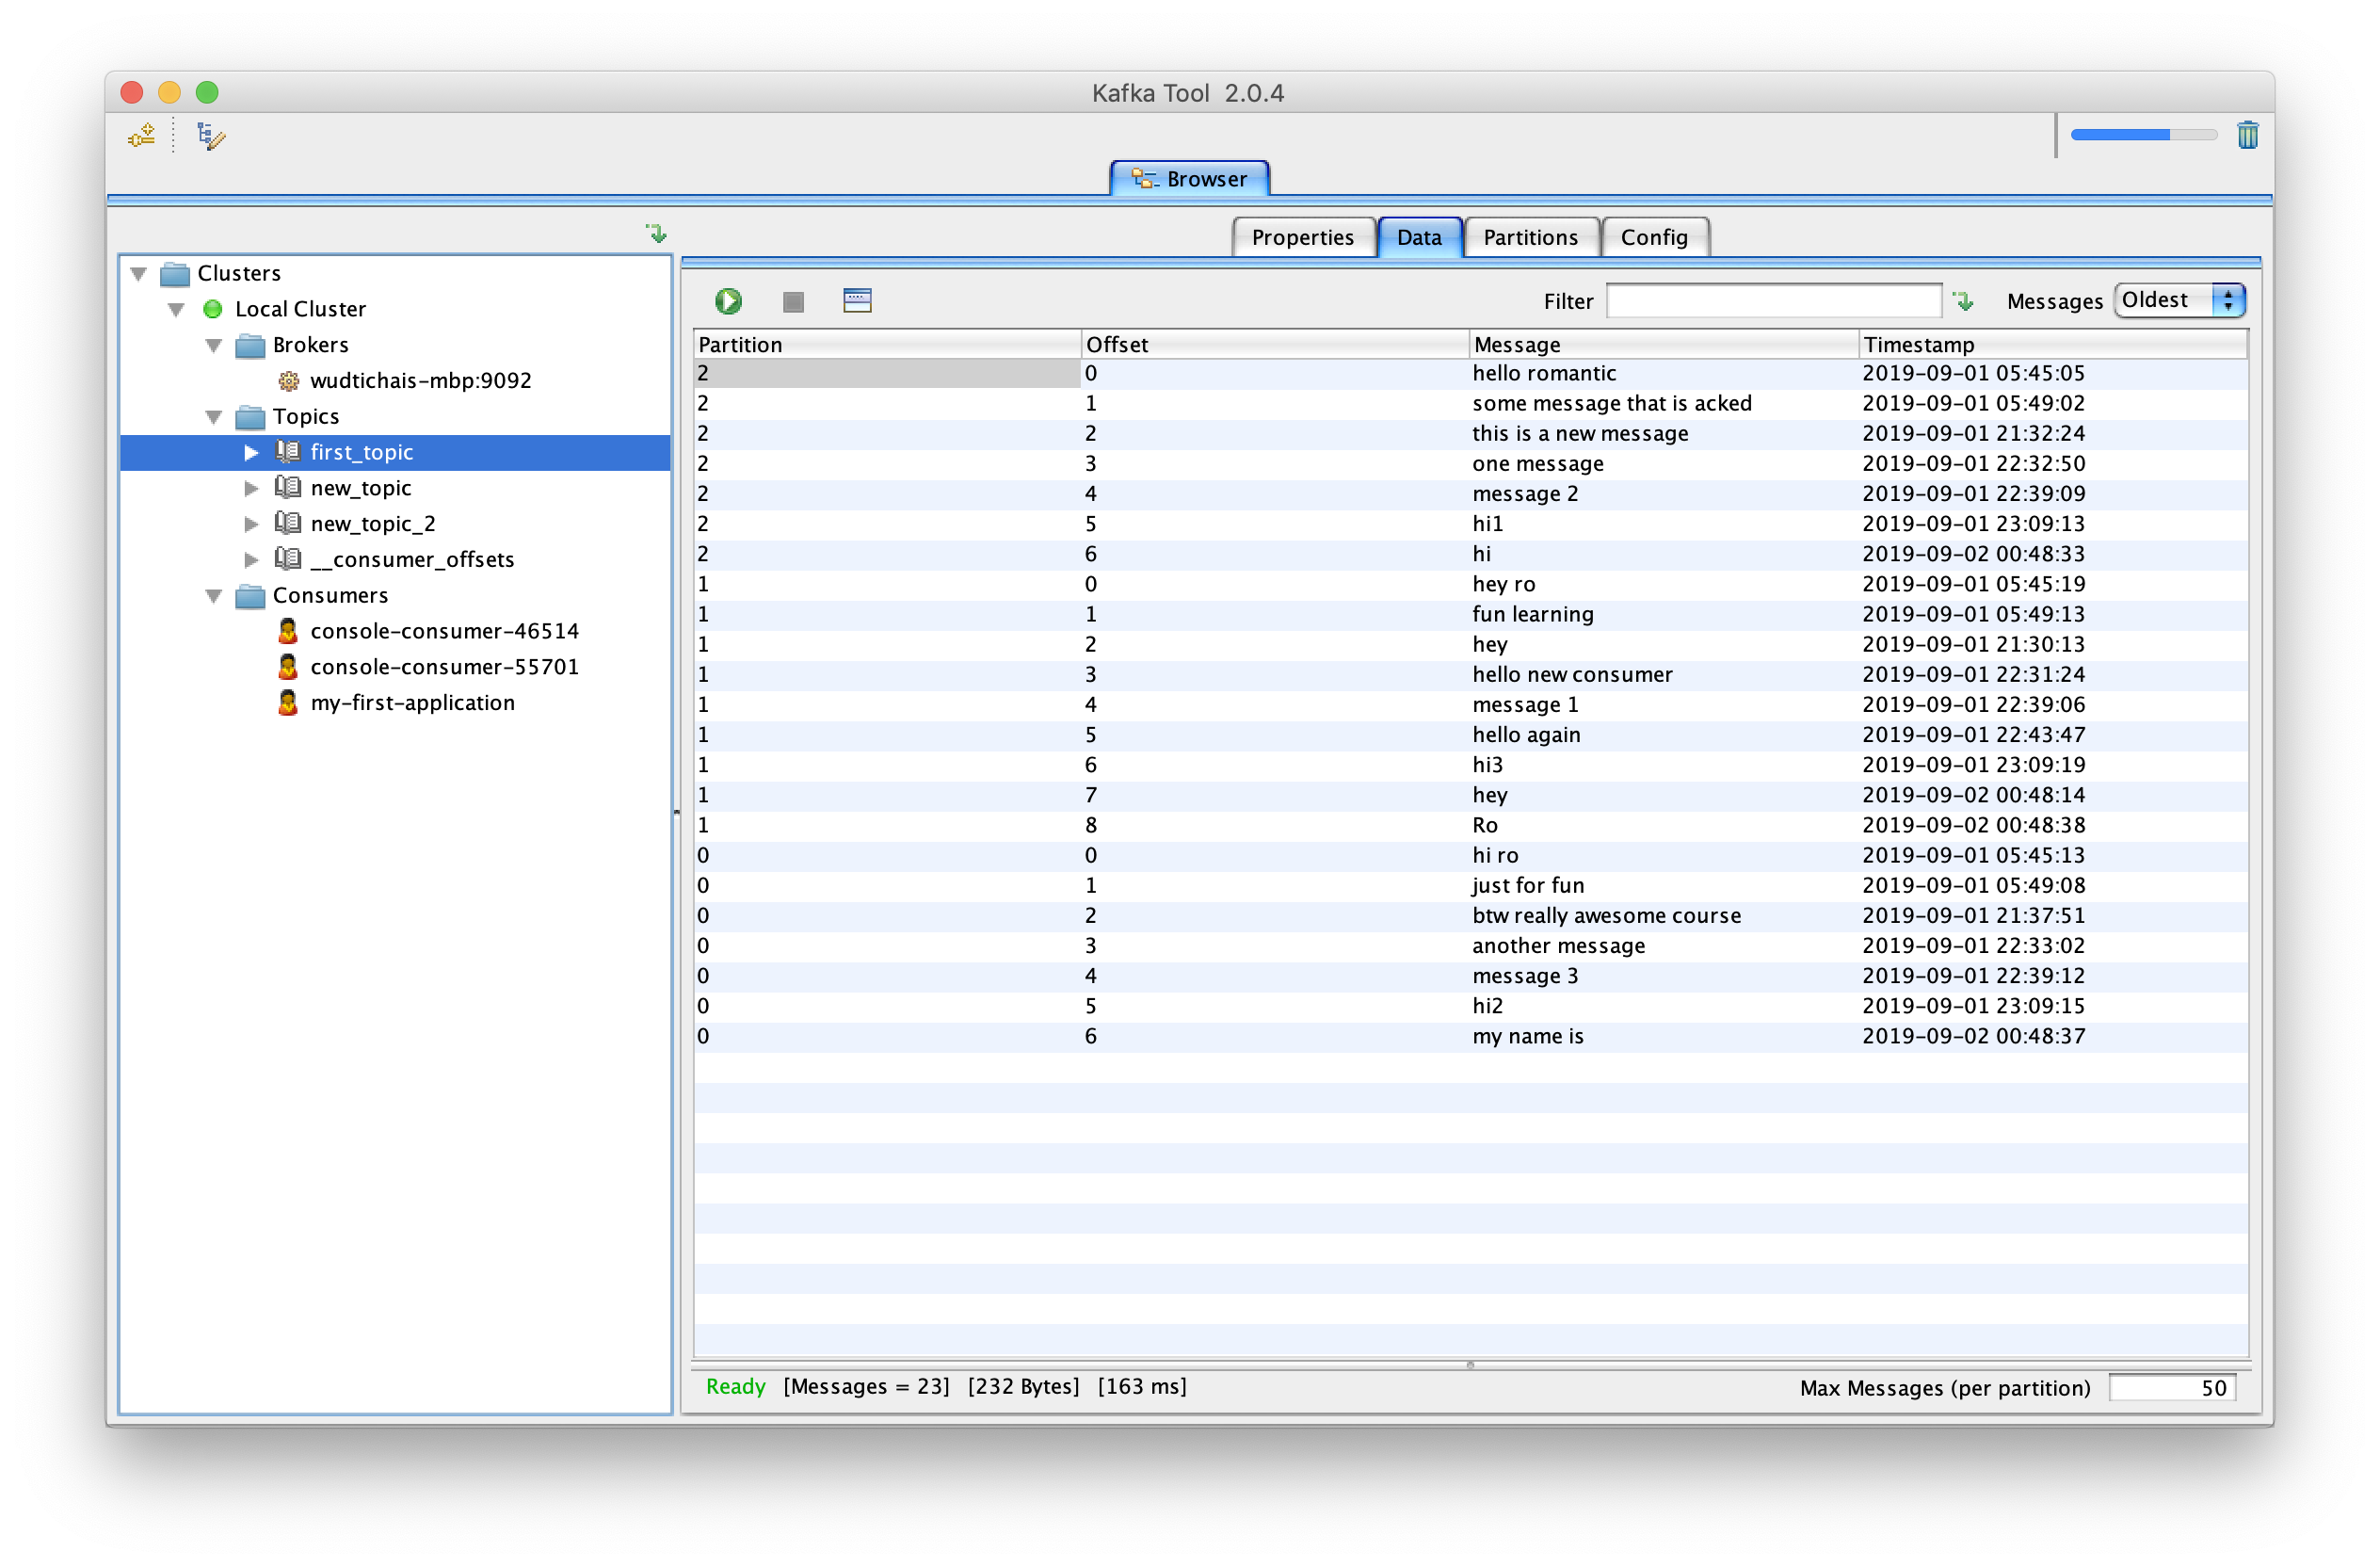 Kafka Tool 2.0.4
Browser
Clusters
Local Cluster
Brokers
wudtichais-mbp:9092
Topics
first_topic
new_topic
new_topic_2
__consumer_offsets
Consumers
console-consumer-46514
console-consumer-55701
my-first-application
Properties Data Partitions Config
Filter Messages Oldest
Partition Offset Message Timestamp
2 0 hello romantic 2019-09-01 05:45:05
2 1 some message that is acked 2019-09-01 05:49:02
2 2 this is a new message 2019-09-01 21:32:24
2 3 one message 2019-09-01 22:32:50
2 4 message 2 2019-09-01 22:39:09
2 5 hi1 2019-09-01 23:09:13
2 6 hi 2019-09-02 00:48:33
1 0 hey ro 2019-09-01 05:45:19
1 1 fun learning 2019-09-01 05:49:13
1 2 hey 2019-09-01 21:30:13
1 3 hello new consumer 2019-09-01 22:31:24
1 4 message 1 2019-09-01 22:39:06
1 5 hello again 2019-09-01 22:43:47
1 6 hi3 2019-09-01 23:09:19
1 7 hey 2019-09-02 00:48:14
1 8 Ro 2019-09-02 00:48:38
0 0 hi ro 2019-09-01 05:45:13
0 1 just for fun 2019-09-01 05:49:08
0 2 btw really awesome course 2019-09-01 21:37:51
0 3 another message 2019-09-01 22:33:02
0 4 message 3 2019-09-01 22:39:12
0 5 hi2 2019-09-01 23:09:15
0 6 my name is 2019-09-02 00:48:37
Ready [Messages = 23] [232 Bytes] [163 ms] Max Messages (per partition) 50